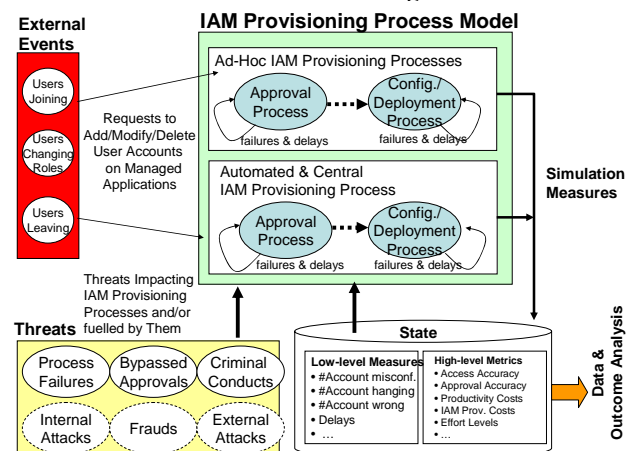 IAM Provisioning Process Model
External
Events
Users
Joining
Users
Changing
Roles
Users
Leaving
Requests to
Add/Modify/Delete
User Accounts
on Managed
Applications
Ad-Hoc IAM Provisioning Processes
Approval
Process
Config./
Deployment
Process
failures & delays
failures & delays
Automated & Central
IAM Provisioning Process
Approval
Process
Config./
Deployment
Process
failures & delays
failures & delays
Simulation
Measures
Threats Impacting
IAM Provisioning
Processes and/or
fuelled by Them
Threats
Process
Failures
Bypassed
Approvals
Criminal
Conducts
Internal
Attacks
Frauds
External
Attacks
State
Low-level Measures
• #Account misconf.
• #Account hanging
• #Account wrong
• Delays
• …
High-level Metrics
• Access Accuracy
• Approval Accuracy
• Productivity Costs
• IAM Prov. Costs
• Effort Levels
• …
Data &
Outcome Analysis